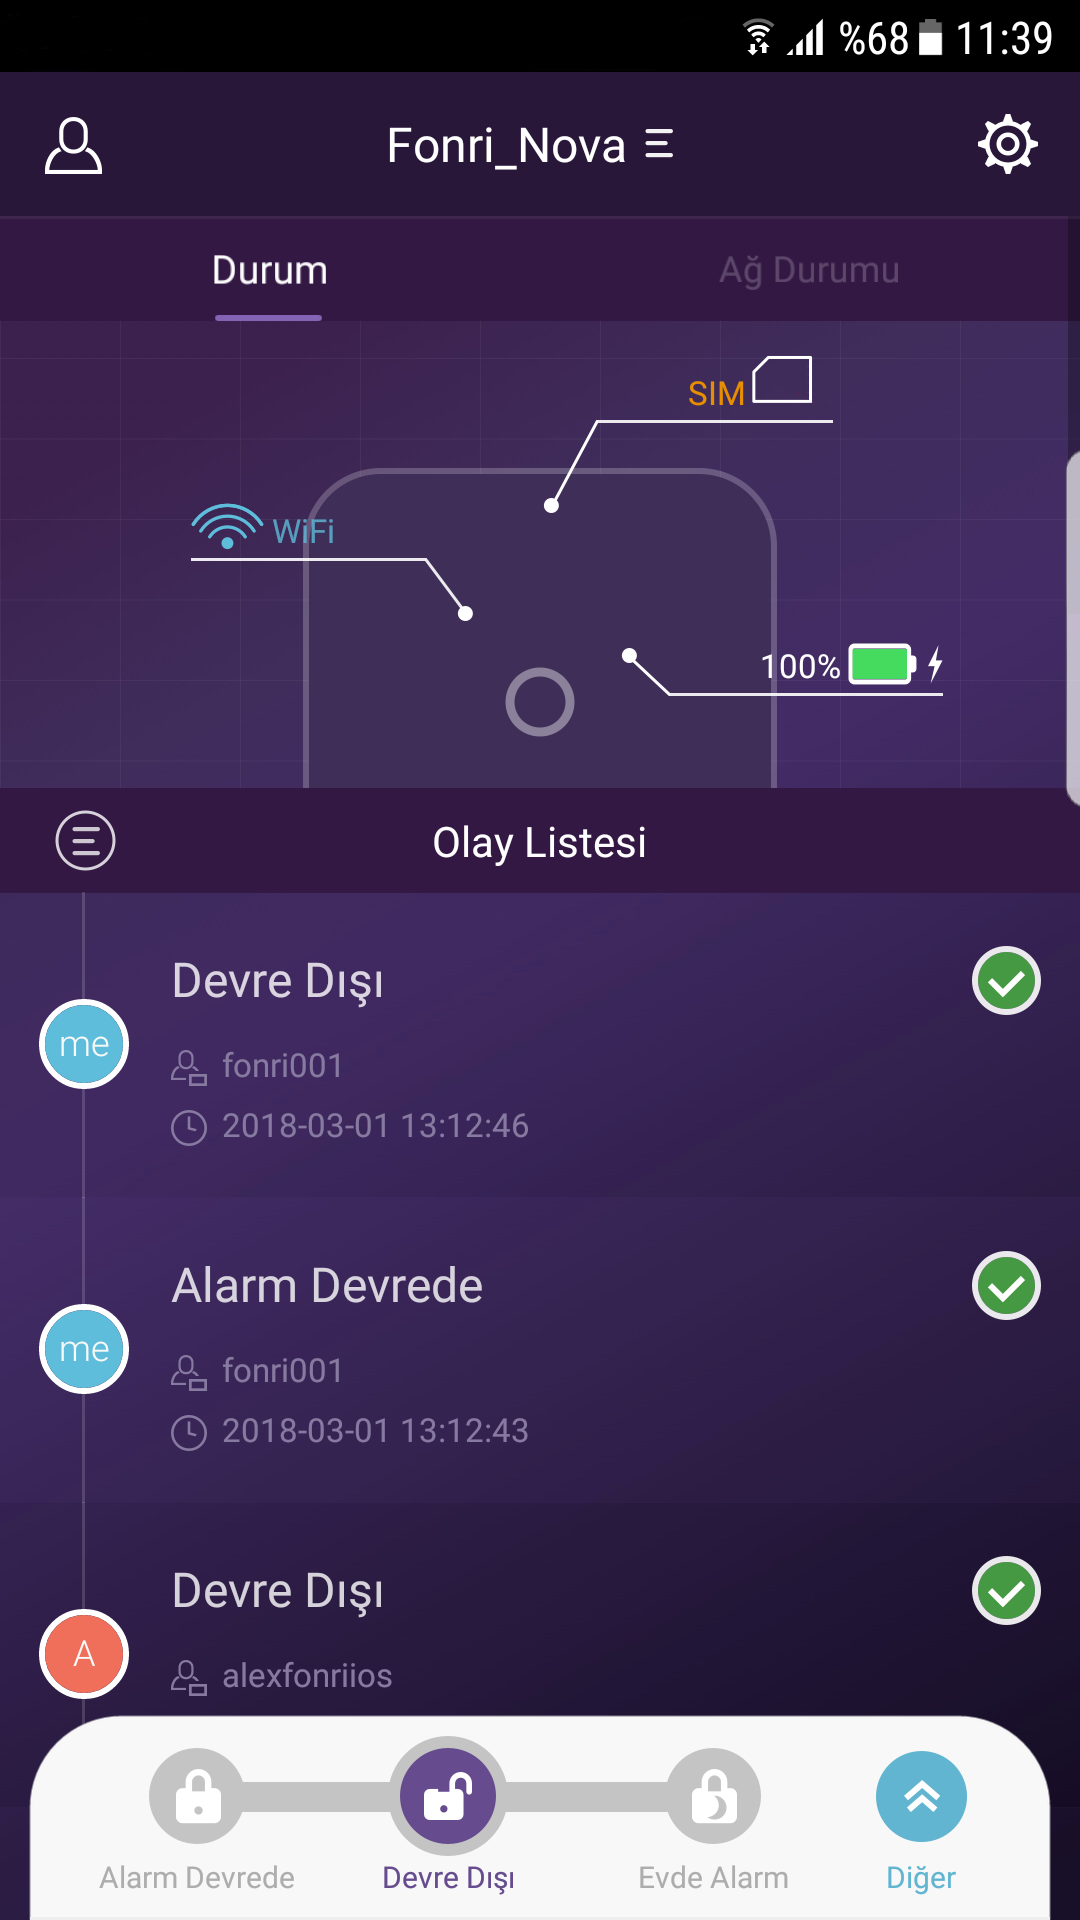 %68 11:39
Fonri_Nova
Durum
Ağ Durumu
SIM
WiFi
100%
Olay Listesi
Devre Dışı
me
fonri001
2018-03-01 13:12:46
Alarm Devrede
me
fonri001
2018-03-01 13:12:43
Devre Dışı
A
alexfonriios
Alarm Devrede
Devre Dışı
Evde Alarm
Diğer